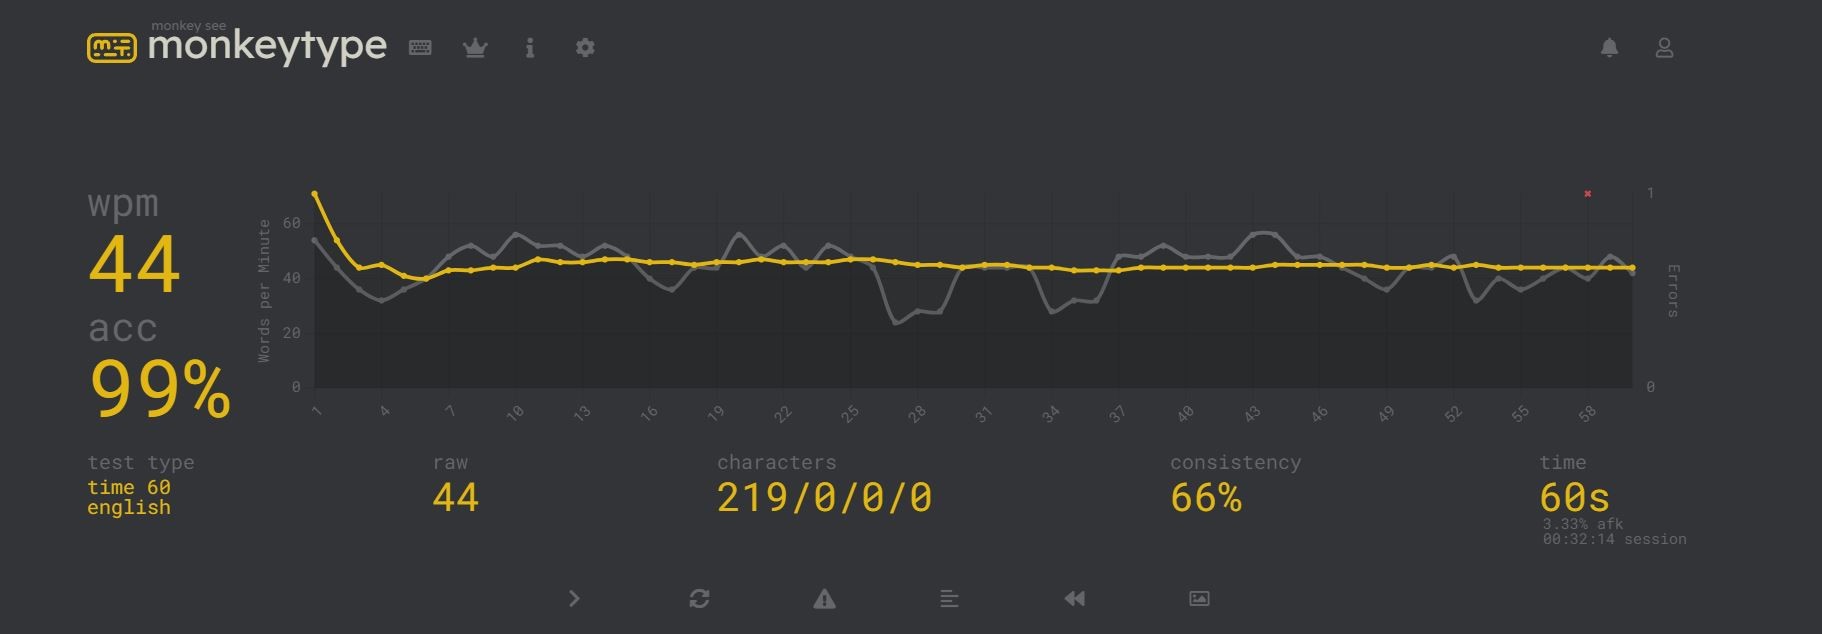 monkey see
monkeytype
wpm
44
acc
99%
Words per Minute
60
40
20
0
1
0
Errors
1 4 7 10 13 16 19 22 25 28 31 34 37 40 43 46 49 52 55 58
test type
time 60
english
raw
44
characters
219/0/0/0
consistency
66%
time
60s
3.33% afk
00:32:14 session